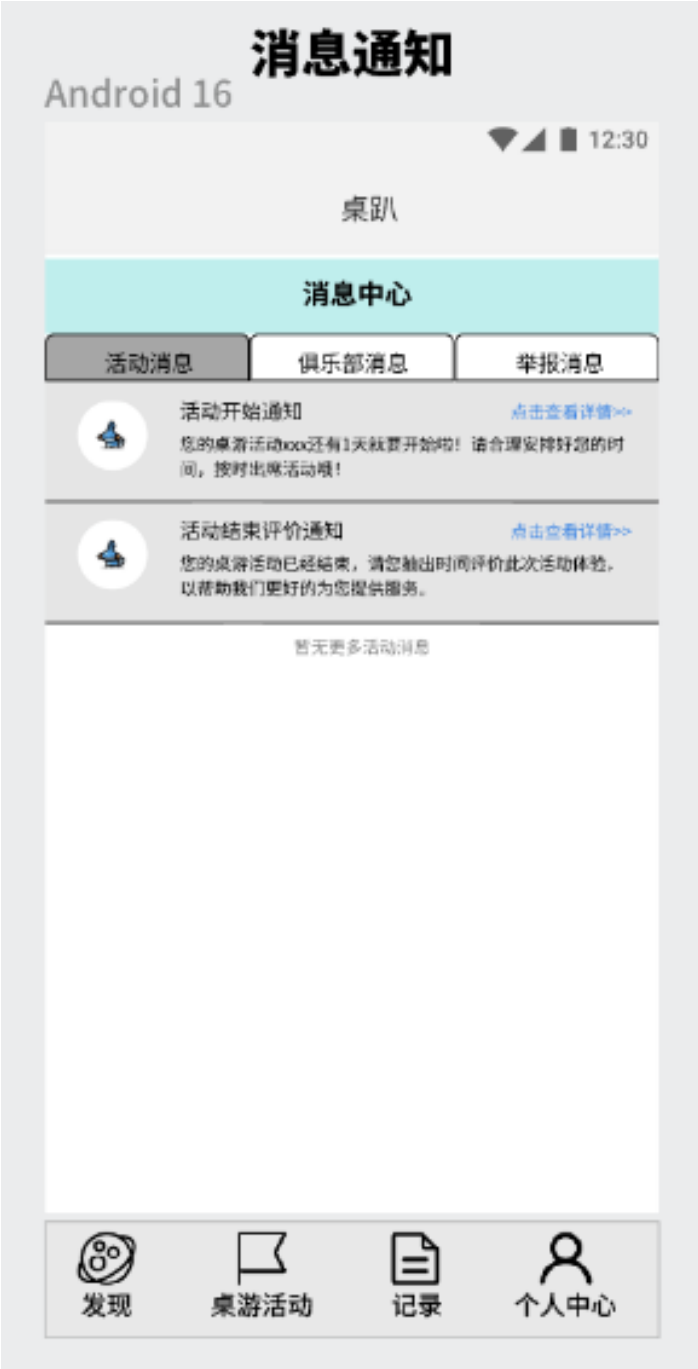 消息通知
Android 16
12:30
桌趴
消息中心
活动消息 俱乐部消息 举报消息
活动开始通知 点击查看详情>>
您的桌游活动xxx还有1天就要开始啦！请合理安排好您的时
间，按时出席活动哦！
活动结束评价通知 点击查看详情>>
您的桌游活动已经结束，请您抽出时间评价此次活动体验，
以帮助我们更好的为您提供服务。
暂无更多活动消息
发现 桌游活动 记录 个人中心